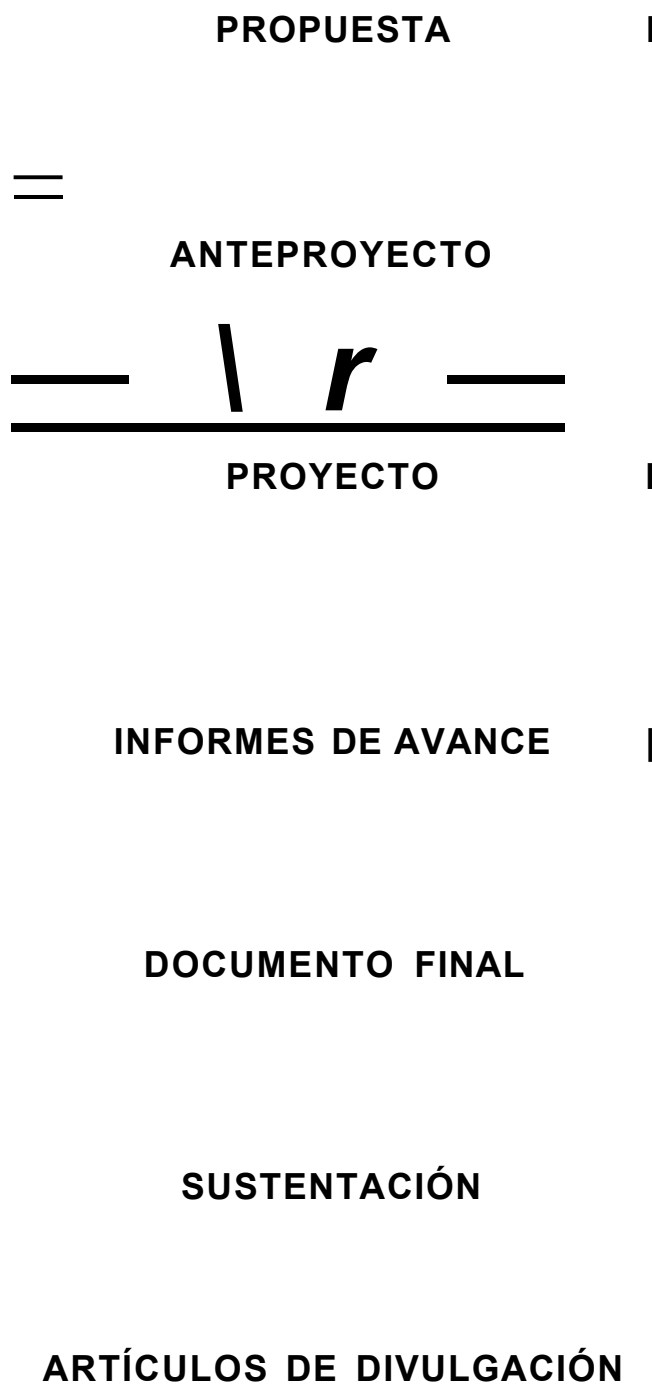 PROPUESTA
ANTEPROYECTO
\ r
PROYECTO
INFORMES DE AVANCE
DOCUMENTO FINAL
SUSTENTACIÓN
ARTÍCULOS DE DIVULGACIÓN